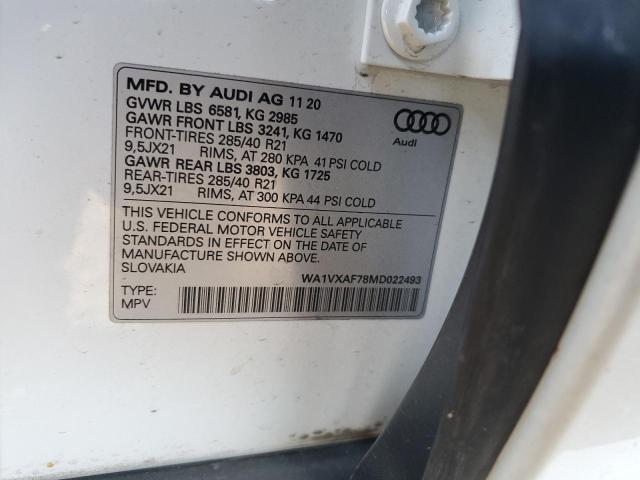 MFD. BY AUDI AG 11 20
GVWR LBS 6581, KG 2985
GAWR FRONT LBS 3241, KG 1470
FRONT-TIRES 285/40 R21
9,5JX21 RIMS, AT 280 KPA 41 PSI COLD
GAWR REAR LBS 3803, KG 1725
REAR-TIRES 285/40 R21
9,5JX21 RIMS, AT 300 KPA 44 PSI COLD
Audi
THIS VEHICLE CONFORMS TO ALL APPLICABLE
U.S. FEDERAL MOTOR VEHICLE SAFETY
STANDARDS IN EFFECT ON THE DATE OF
MANUFACTURE SHOWN ABOVE.
SLOVAKIA WA1VXAF78MD022493
TYPE:
MPV